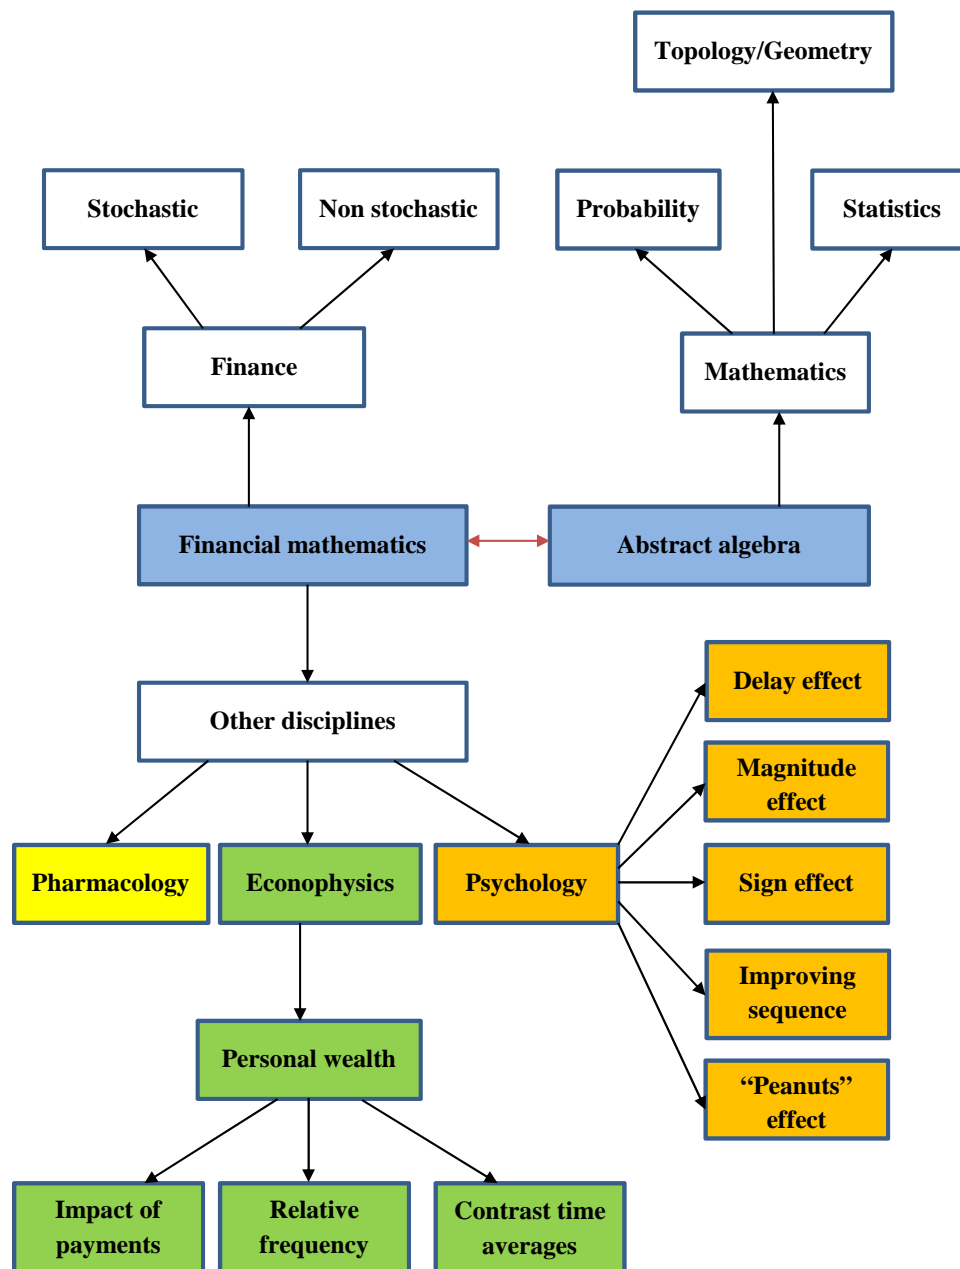 Topology/Geometry
Stochastic
Non stochastic
Probability
Statistics
Finance
Mathematics
Financial mathematics
Abstract algebra
Other disciplines
Delay effect
Magnitude
effect
Pharmacology
Econophysics
Psychology
Sign effect
Improving
sequence
Personal wealth
“Peanuts”
effect
Impact of
payments
Relative
frequency
Contrast time
averages